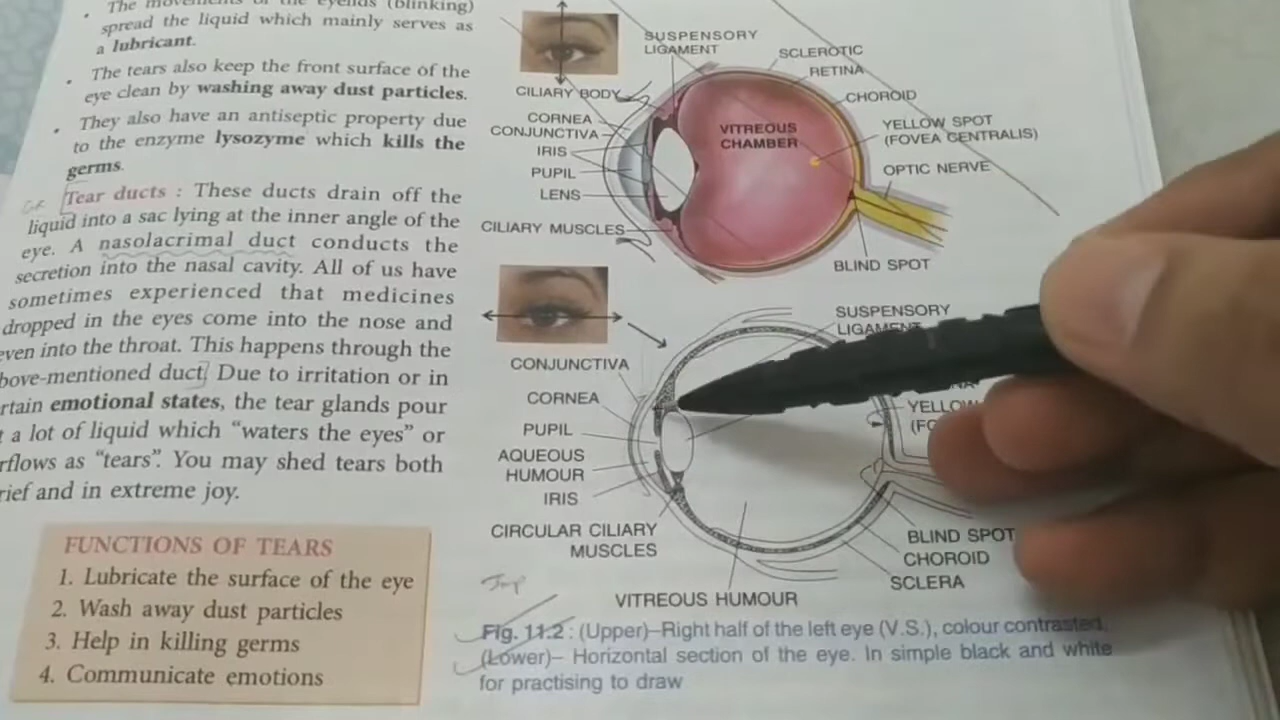 The movements of the eyelids (blinking)
spread the liquid which mainly serves as
a lubricant.
The tears also keep the front surface of the
eye clean by washing away dust particles.
They also have an antiseptic property due
to the enzyme lysozyme which kills the
germs.
Tear ducts : These ducts drain off the
liquid into a sac lying at the inner angle of the
eye. A nasolacrimal duct conducts the
secretion into the nasal cavity. All of us have
sometimes experienced that medicines
dropped in the eyes come into the nose and
even into the throat. This happens through the
bove-mentioned duct. Due to irritation or in
rtain emotional states, the tear glands pour
t a lot of liquid which “waters the eyes” or
rflows as “tears”. You may shed tears both
rief and in extreme joy.
FUNCTIONS OF TEARS
1. Lubricate the surface of the eye
2. Wash away dust particles
3. Help in killing germs
4. Communicate emotions
SUSPENSORY
LIGAMENT
SCLEROTIC
RETINA
CHOROID
CILIARY BODY
CORNEA
CONJUNCTIVA
IRIS
PUPIL
LENS
CILIARY MUSCLES
VITREOUS
CHAMBER
YELLOW SPOT
(FOVEA CENTRALIS)
OPTIC NERVE
BLIND SPOT
SUSPENSORY
LIGAMENT
CONJUNCTIVA
CORNEA
PUPIL
AQUEOUS
HUMOUR
IRIS
CIRCULAR CILIARY
MUSCLES
VITREOUS HUMOUR
YELLOW
BLIND SPOT
CHOROID
SCLERA
Imp
Fig. 11.2 : (Upper)–Right half of the left eye (V.S.), colour contrasted,
(Lower)– Horizontal section of the eye. In simple black and white
for practising to draw